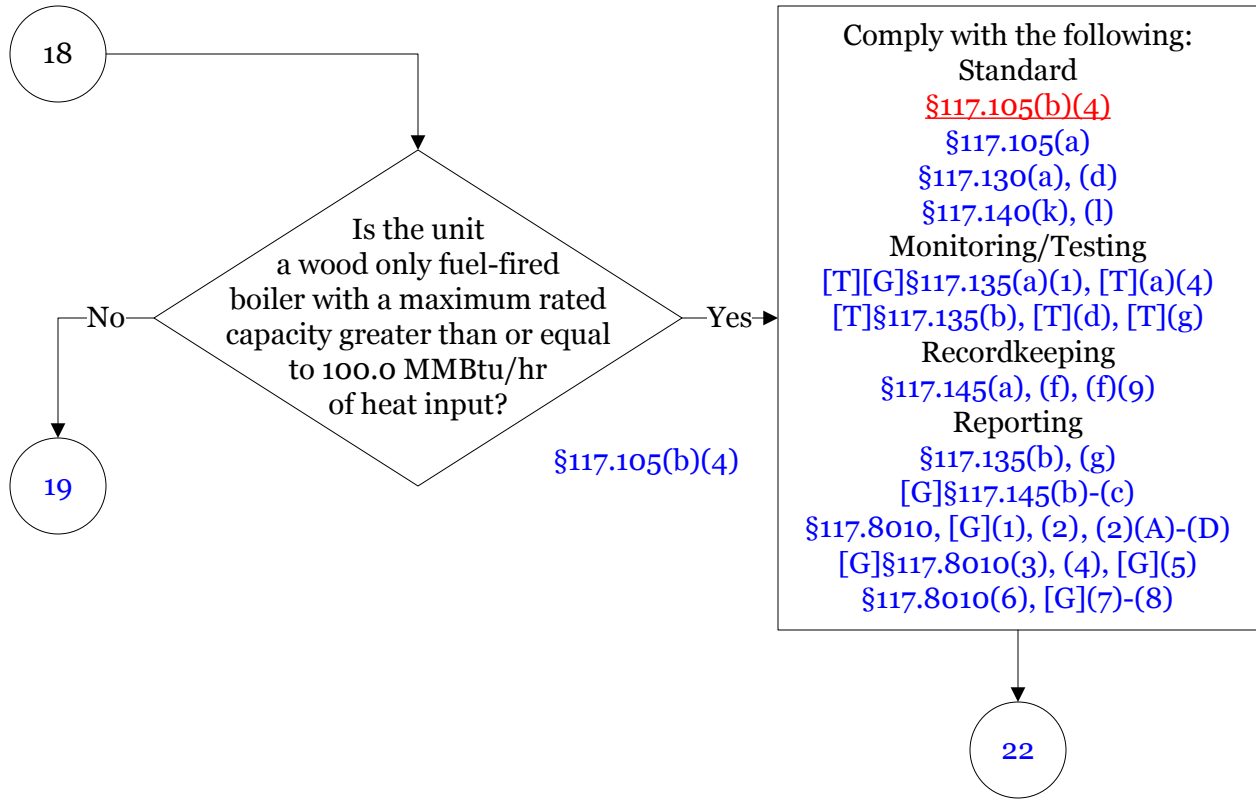 18
Is the unit
a wood only fuel-fired
boiler with a maximum rated
capacity greater than or equal
to 100.0 MMBtu/hr
of heat input?
No
Yes
§117.105(b)(4)
19
Comply with the following:
Standard
§117.105(b)(4)
§117.105(a)
§117.130(a), (d)
§117.140(k), (l)
Monitoring/Testing
[T][G]§117.135(a)(1), [T](a)(4)
[T]§117.135(b), [T](d), [T](g)
Recordkeeping
§117.145(a), (f), (f)(9)
Reporting
§117.135(b), (g)
[G]§117.145(b)-(c)
§117.8010, [G](1), (2), (2)(A)-(D)
[G]§117.8010(3), (4), [G](5)
§117.8010(6), [G](7)-(8)
22